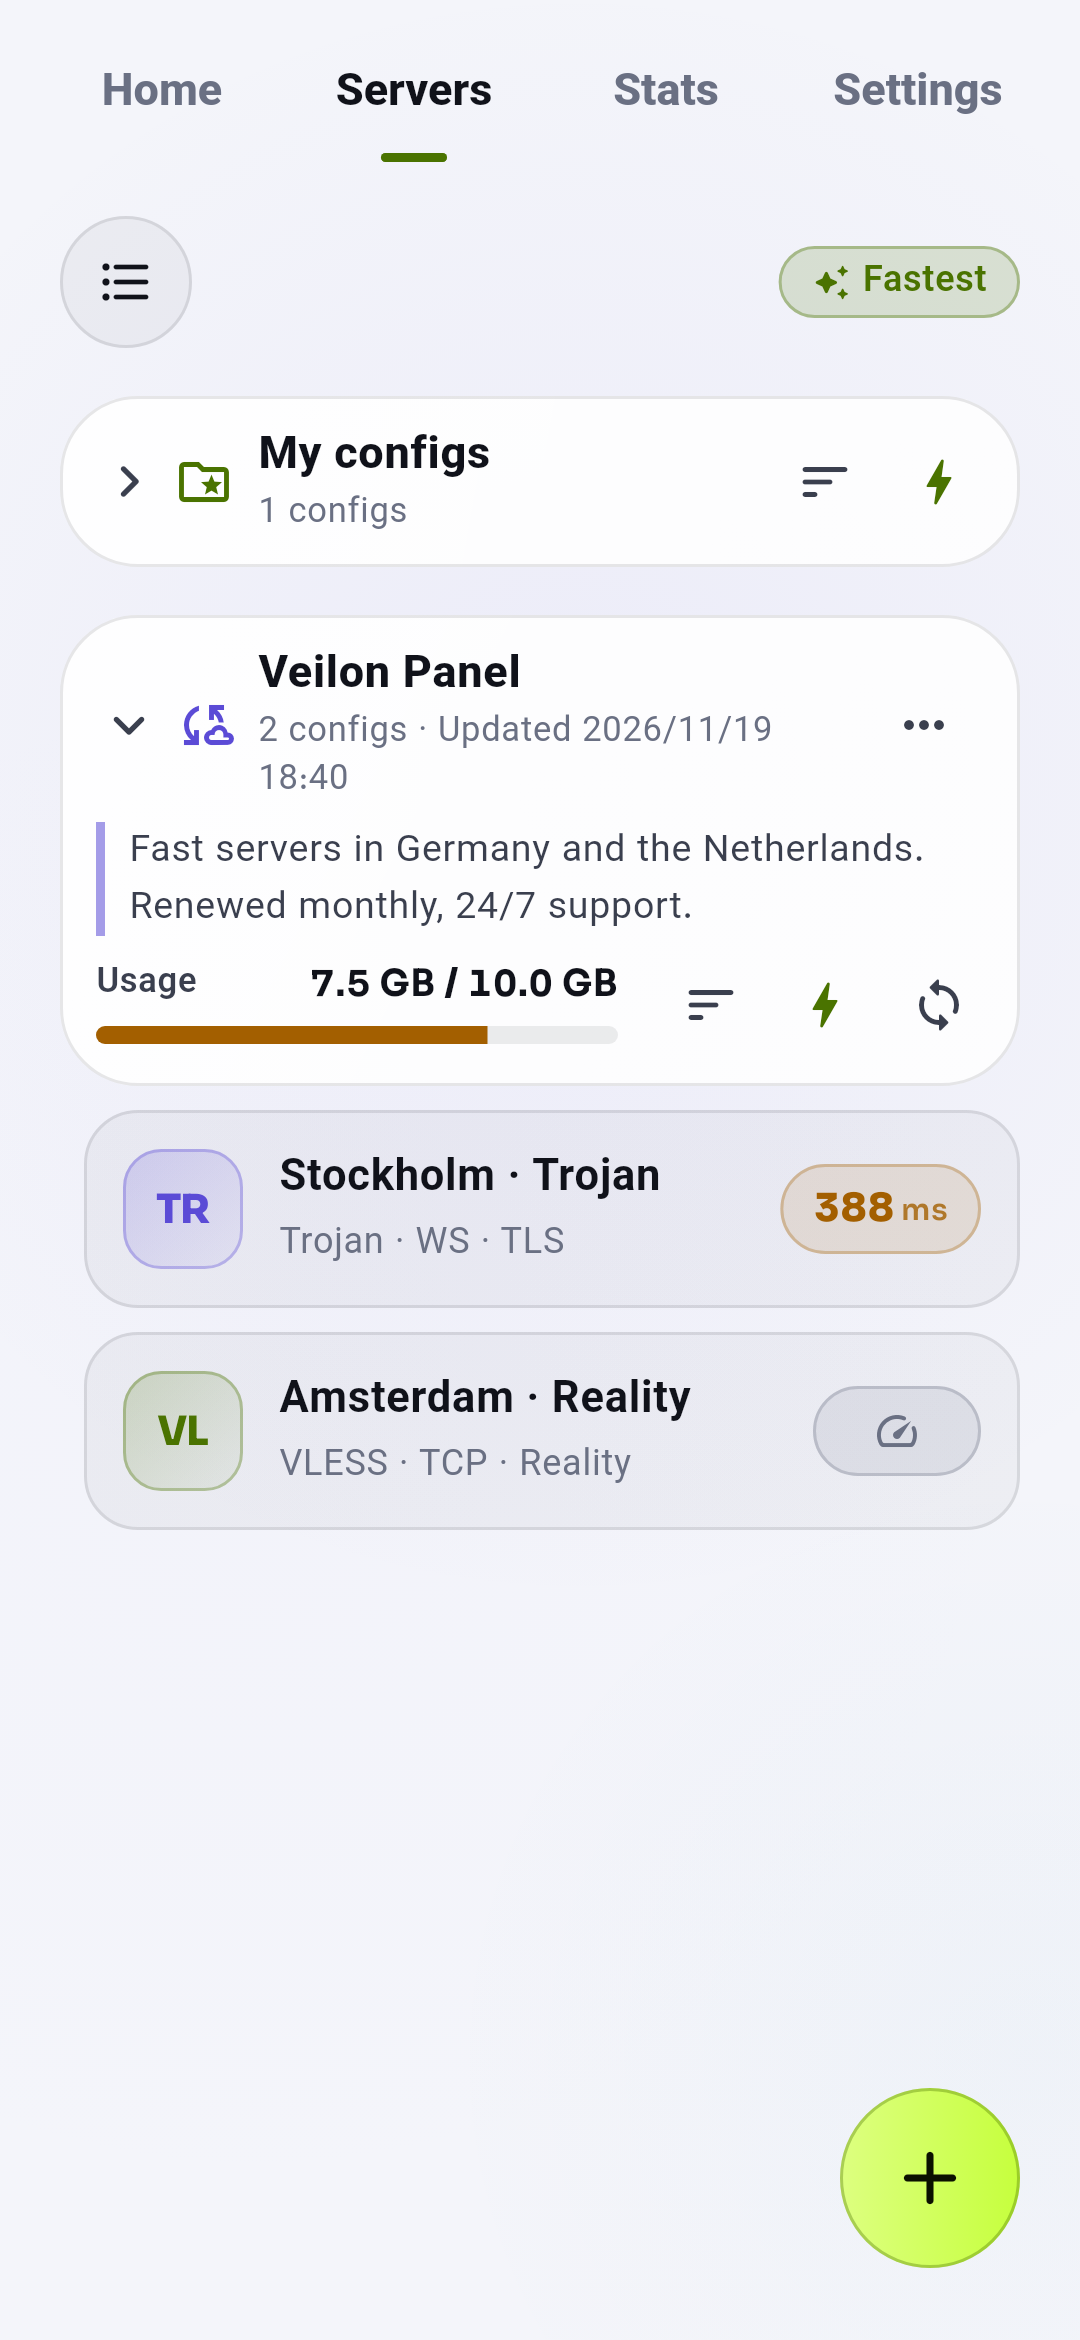 Home Servers Stats Settings
Fastest
My configs
1 configs
Veilon Panel
2 configs · Updated 2026/11/19
18:40
Fast servers in Germany and the Netherlands.
Renewed monthly, 24/7 support.
Usage 7.5 GB / 10.0 GB
TR Stockholm · Trojan 388 ms
Trojan · WS · TLS
VL Amsterdam · Reality
VLESS · TCP · Reality